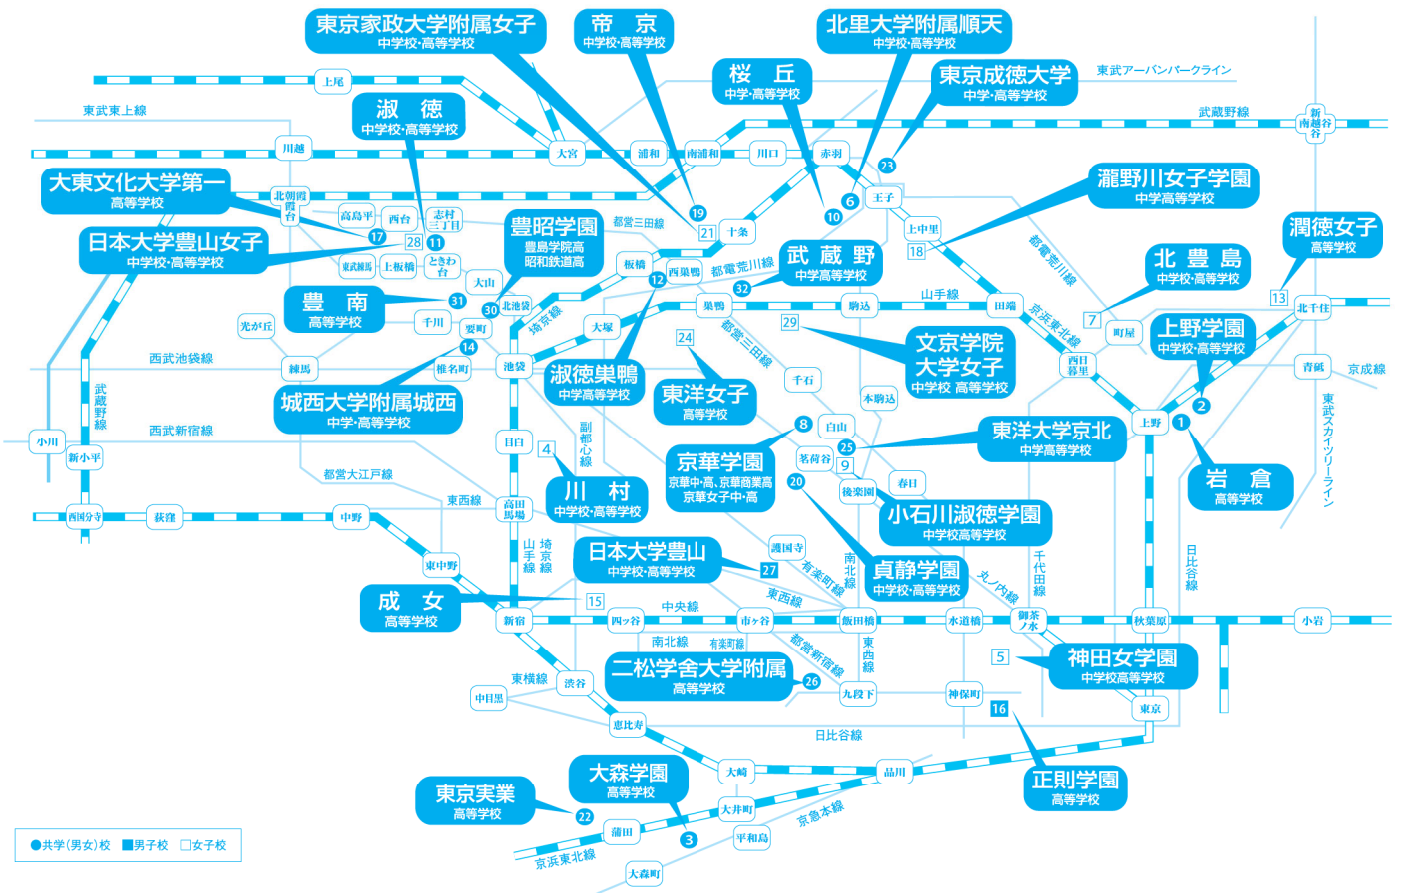 東京家政大学附属女子
中学校・高等学校
帝　京
中学校・高等学校
北里大学附属順天
中学校・高等学校
桜　丘
中学・高等学校
東京成徳大学
中学・高等学校
東武アーバンパークライン
上尾
東武東上線
淑　徳
中学校・高等学校
武蔵野線
新
南越谷
越
谷
川越
大宮
浦和
南浦和
川口
赤羽
23
大東文化大学第一
高等学校
北朝霞
霞
台
高島平
西台
志村
三丁目
都営三田線
19
10
6
王子
瀧野川女子学園
中学高等学校
日本大学豊山女子
中学校・高等学校
17
28
11
豊昭学園
豊島学院高
昭和鉄道高
21
十条
上中里
18
潤徳女子
高等学校
東武練馬
上板橋
ときわ
台
大山
板橋
12
西巣鴨
都電荒川線
武 蔵 野
中学高等学校
32
都電荒川線
北 豊 島
中学校・高等学校
豊　南
高等学校
31
30
北池袋
埼京線
巣鴨
駒込
山手線
田端
13
北千住
光が丘
千川
要町
大塚
都営三田線
29
京浜東北線
7
町屋
上野学園
中学校・高等学校
14
24
文京学院
大学女子
中学校 高等学校
西武池袋線
練馬
椎名町
池袋
西日
暮里
青砥
京成線
武蔵野線
城西大学附属城西
中学・高等学校
淑徳巣鴨
中学高等学校
東洋女子
高等学校
千石
本駒込
2
東武スカイツリーライン
西武新宿線
小川
新小平
目白
副都心線
4
8
白山
25
東洋大学京北
中学高等学校
上野
1
京華学園
京華中・高、京華商業高
京華女子中・高
茗荷谷
9
20
後楽園
春日
岩　倉
高等学校
都営大江戸線
川　村
中学校・高等学校
東西線
高田
馬場
小石川淑徳学園
中学校高等学校
西国分寺
荻窪
中野
東中野
山手線
埼京線
日本大学豊山
中学校・高等学校
27
護国寺
有楽町線
南北線
貞静学園
中学校・高等学校
千代田線
日比谷線
成　女
高等学校
15
東西線
丸ノ内線
新宿
四ッ谷
中央線
市ヶ谷
飯田橋
水道橋
御茶
ノ水
秋葉原
小岩
南北線
有楽町線
都営新宿線
東西線
二松学舎大学附属
高等学校
26
5
神田女学園
中学校高等学校
東横線
渋谷
中目黒
九段下
神保町
16
東京
恵比寿
日比谷線
大森学園
高等学校
大崎
品川
正則学園
高等学校
東京実業
高等学校
22
大井町
京急本線
蒲田
3
平和島
京浜東北線
大森町
●共学（男女）校　■男子校　□女子校